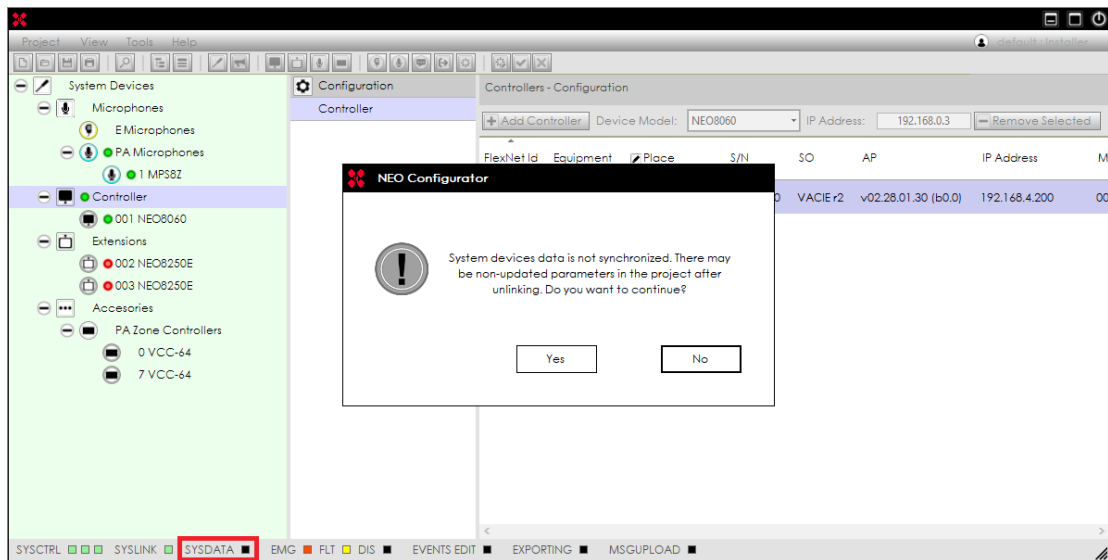 Project View Tools Help
default : Installer
System Devices
Microphones
E Microphones
PA Microphones
1 MPS8Z
Controller
001 NEO8060
Extensions
002 NEO8250E
003 NEO8250E
Accesories
PA Zone Controllers
0 VCC-64
7 VCC-64
Configuration
Controller
Controllers - Configuration
Add Controller Device Model: NEO8060 IP Address: 192.168.0.3 Remove Selected
FlexNet Id Equipment Place S/N SO AP IP Address M
0 VACIE r2 v02.28.01.30 (b0.0) 192.168.4.200 00
NEO Configurator
System devices data is not synchronized. There may
be non-updated parameters in the project after
unlinking. Do you want to continue?
Yes No
SYSCTRL SYSLINK SYSDATA EMG FLT DIS EVENTS EDIT EXPORTING MSGUPLOAD